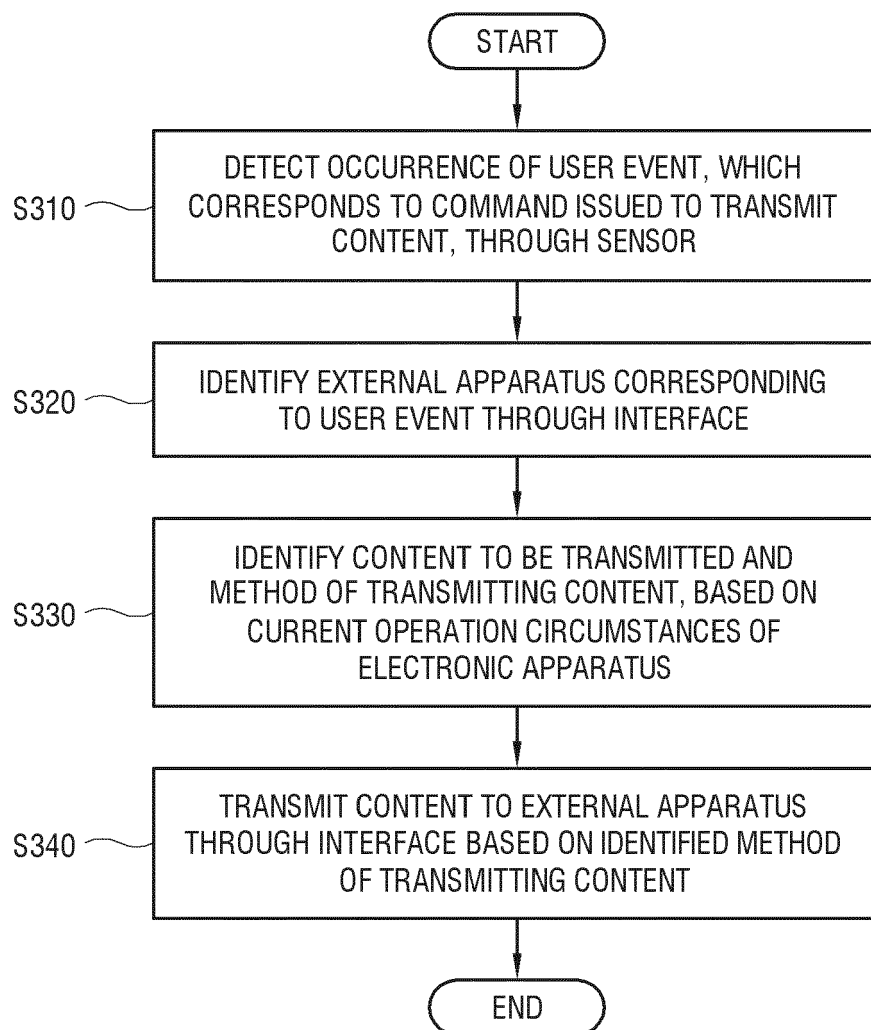 START
S310
DETECT OCCURRENCE OF USER EVENT, WHICH
CORRESPONDS TO COMMAND ISSUED TO TRANSMIT
CONTENT, THROUGH SENSOR
S320
IDENTIFY EXTERNAL APPARATUS CORRESPONDING
TO USER EVENT THROUGH INTERFACE
S330
IDENTIFY CONTENT TO BE TRANSMITTED AND
METHOD OF TRANSMITTING CONTENT, BASED ON
CURRENT OPERATION CIRCUMSTANCES OF
ELECTRONIC APPARATUS
S340
TRANSMIT CONTENT TO EXTERNAL APPARATUS
THROUGH INTERFACE BASED ON IDENTIFIED METHOD
OF TRANSMITTING CONTENT
END